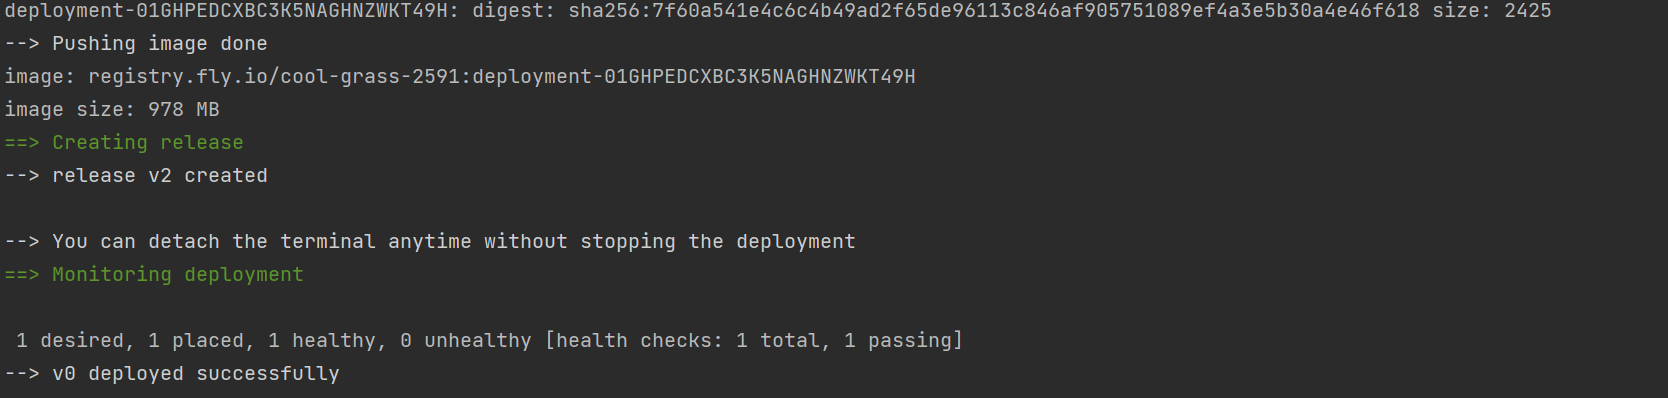 deployment-01GHPEDCXBC3K5NAGHNZWKT49H: digest: sha256:7f60a541e4c6c4b49ad2f65de96113c846af905751089ef4a3e5b30a4e46f618 size: 2425
--> Pushing image done
image: registry.fly.io/cool-grass-2591:deployment-01GHPEDCXBC3K5NAGHNZWKT49H
image size: 978 MB
==> Creating release
--> release v2 created
--> You can detach the terminal anytime without stopping the deployment
==> Monitoring deployment
1 desired, 1 placed, 1 healthy, 0 unhealthy [health checks: 1 total, 1 passing]
--> v0 deployed successfully